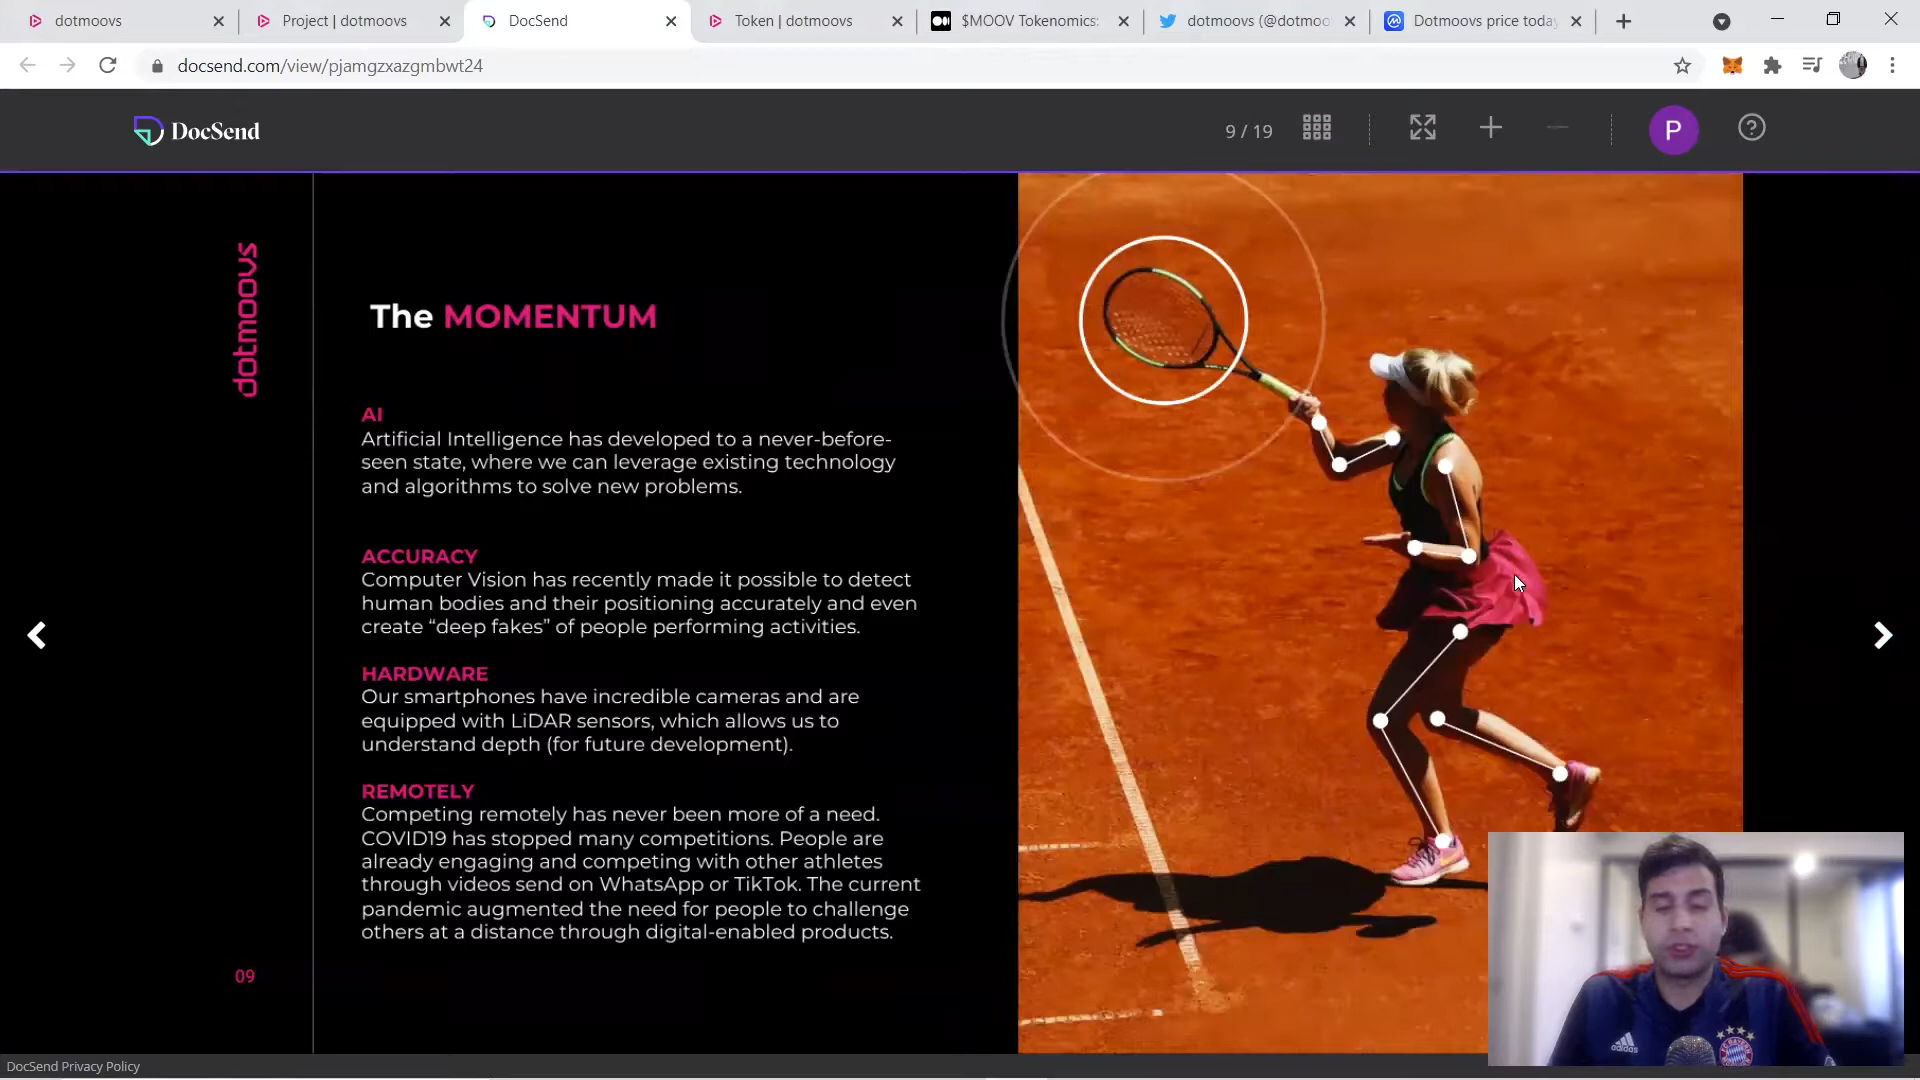 dotmoovs
Project | dotmoovs
DocSend
Token | dotmoovs
$MOOV Tokenomics:
dotmoovs (@dotmoo
Dotmoovs price today
docsend.com/view/pjamgzxazgmbwt24
DocSend
9 / 19
P
dotmoovs
The MOMENTUM
AI
Artificial Intelligence has developed to a never-before-
seen state, where we can leverage existing technology
and algorithms to solve new problems.
ACCURACY
Computer Vision has recently made it possible to detect
human bodies and their positioning accurately and even
create “deep fakes” of people performing activities.
HARDWARE
Our smartphones have incredible cameras and are
equipped with LiDAR sensors, which allows us to
understand depth (for future development).
REMOTELY
Competing remotely has never been more of a need.
COVID19 has stopped many competitions. People are
already engaging and competing with other athletes
through videos send on WhatsApp or TikTok. The current
pandemic augmented the need for people to challenge
others at a distance through digital-enabled products.
09
adidas
DocSend Privacy Policy